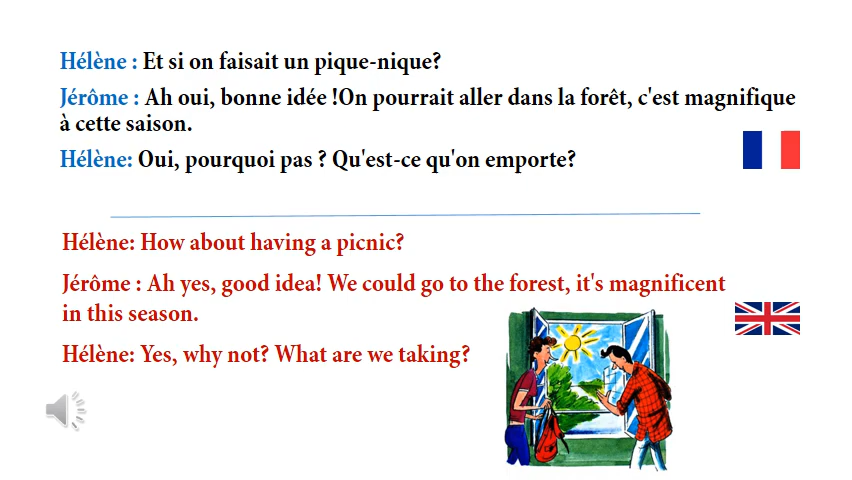 Hélène : Et si on faisait un pique-nique?
Jérôme : Ah oui, bonne idée !On pourrait aller dans la forêt, c'est magnifique
à cette saison.
Hélène: Oui, pourquoi pas ? Qu'est-ce qu'on emporte?
Hélène: How about having a picnic?
Jérôme : Ah yes, good idea! We could go to the forest, it's magnificent
in this season.
Hélène: Yes, why not? What are we taking?